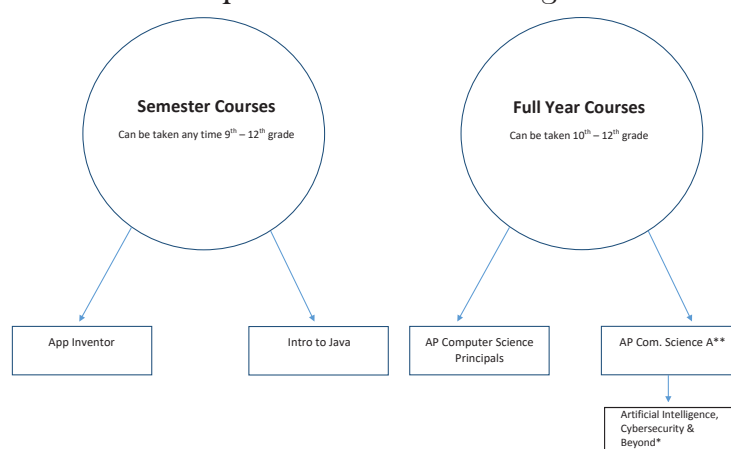 Semester Courses
Can be taken any time 9th – 12th grade
Full Year Courses
Can be taken 10th – 12th grade
App Inventor
Intro to Java
AP Computer Science
Principals
AP Com. Science A**
Artificial Intelligence,
Cybersecurity &
Beyond*